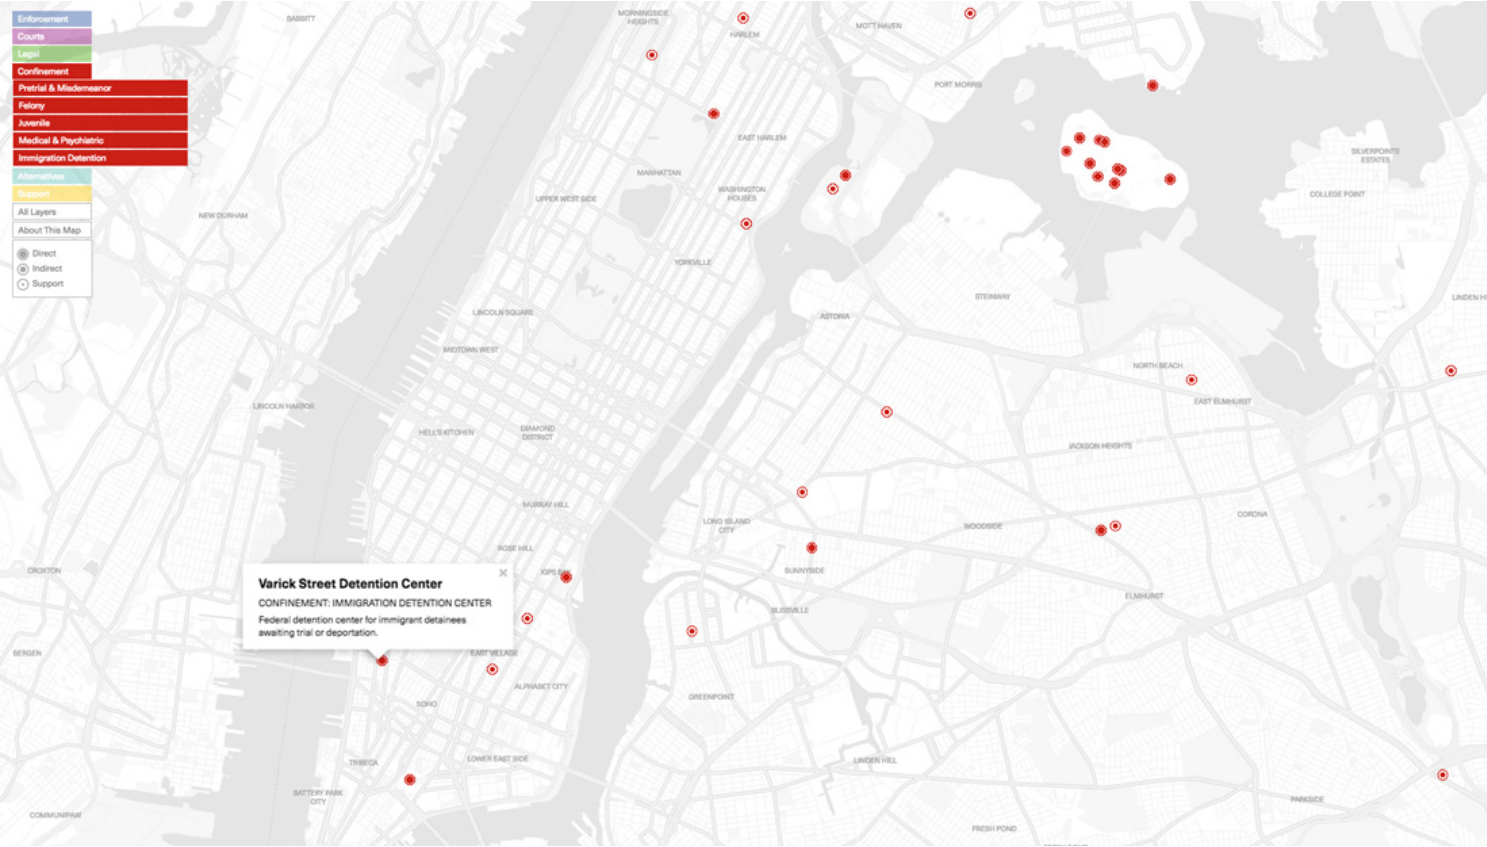 Enforcement
Courts
Legal
Confinement
Pretrial & Misdemeanor
Felony
Juvenile
Medical & Psychiatric
Immigration Detention
Alternatives
Support
All Layers
About This Map
Direct
Indirect
Support
BABBITT
MORNINGSIDE
HEIGHTS
HARLEM
MOTT HAVEN
PORT MORRIS
EAST HARLEM
MANHATTAN
WASHINGTON
HOUSES
UPPER WEST SIDE
SILVERPOINTE
ESTATES
COLLEGE POINT
NEW DURHAM
YORKVILLE
STEINWAY
LINDEN HI
LINCOLN SQUARE
ASTORIA
MIDTOWN WEST
NORTH BEACH
EAST ELMHURST
LINCOLN HARBOR
HELL'S KITCHEN
DIAMOND
DISTRICT
JACKSON HEIGHTS
MURRAY HILL
LONG ISLAND
CITY
WOODSIDE
CORONA
ROSE HILL
KIPS BAY
SUNNYSIDE
CROXTON
Varick Street Detention Center
CONFINEMENT: IMMIGRATION DETENTION CENTER
Federal detention center for immigrant detainees
awaiting trial or deportation.
BLISSVILLE
ELMHURST
BERGEN
EAST VILLAGE
ALPHABET CITY
GREENPOINT
SOHO
TRIBECA
LOWER EAST SIDE
LINDEN HILL
BATTERY PARK
CITY
PARKSIDE
COMMUNIPAW
FRESH POND